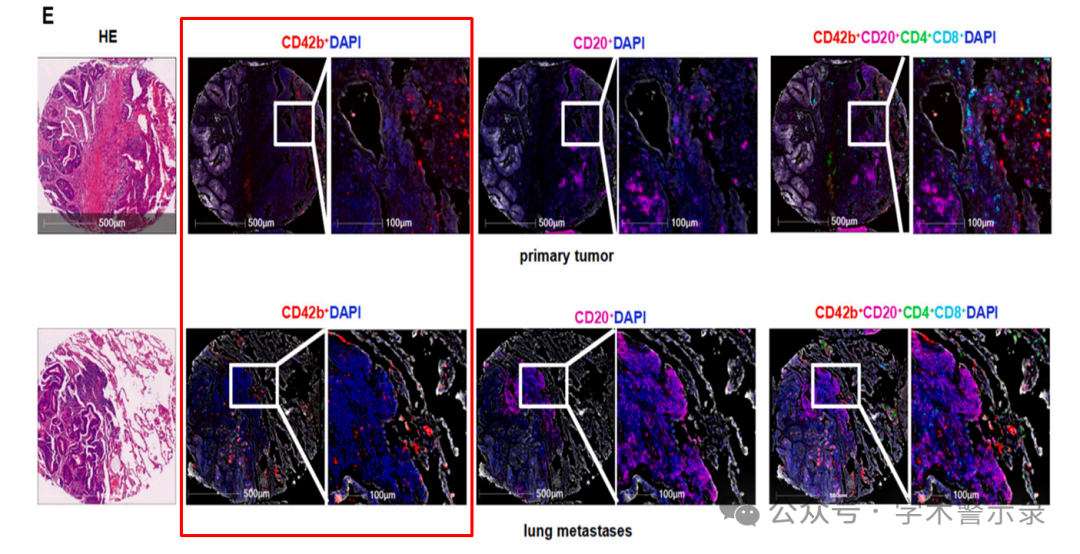 E
HE
CD42b+DAPI
CD20+DAPI
CD42b+CD20+CD4+CD8+DAPI
500μm
500μm
100μm
500μm
100μm
500μm
100μm
primary tumor
CD42b+DAPI
CD20+DAPI
CD42b+CD20+CD4+CD8+DAPI
500μm
100μm
500μm
100μm
100μm
公众号 · 学术警示录
lung metastases